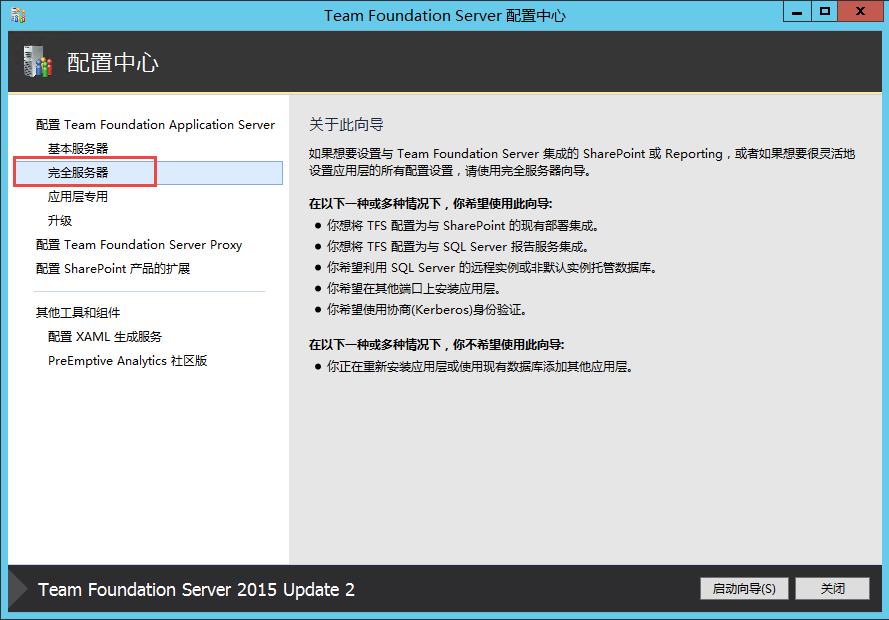 Team Foundation Server 配置中心
配置中心
配置 Team Foundation Application Server
基本服务器
完全服务器
应用层专用
升级
配置 Team Foundation Server Proxy
配置 SharePoint 产品的扩展
其他工具和组件
配置 XAML 生成服务
PreEmptive Analytics 社区版
关于此向导
如果想要设置与 Team Foundation Server 集成的 SharePoint 或 Reporting，或者如果想要很灵活地
设置应用层的所有配置设置，请使用完全服务器向导。
在以下一种或多种情况下，你希望使用此向导:
● 你想将 TFS 配置为与 SharePoint 的现有部署集成。
● 你想将 TFS 配置为与 SQL Server 报告服务集成。
● 你希望利用 SQL Server 的远程实例或非默认实例托管数据库。
● 你希望在其他端口上安装应用层。
● 你希望使用协商(Kerberos)身份验证。
在以下一种或多种情况下，你不希望使用此向导:
● 你正在重新安装应用层或使用现有数据库添加其他应用层。
Team Foundation Server 2015 Update 2
启动向导(S)
关闭